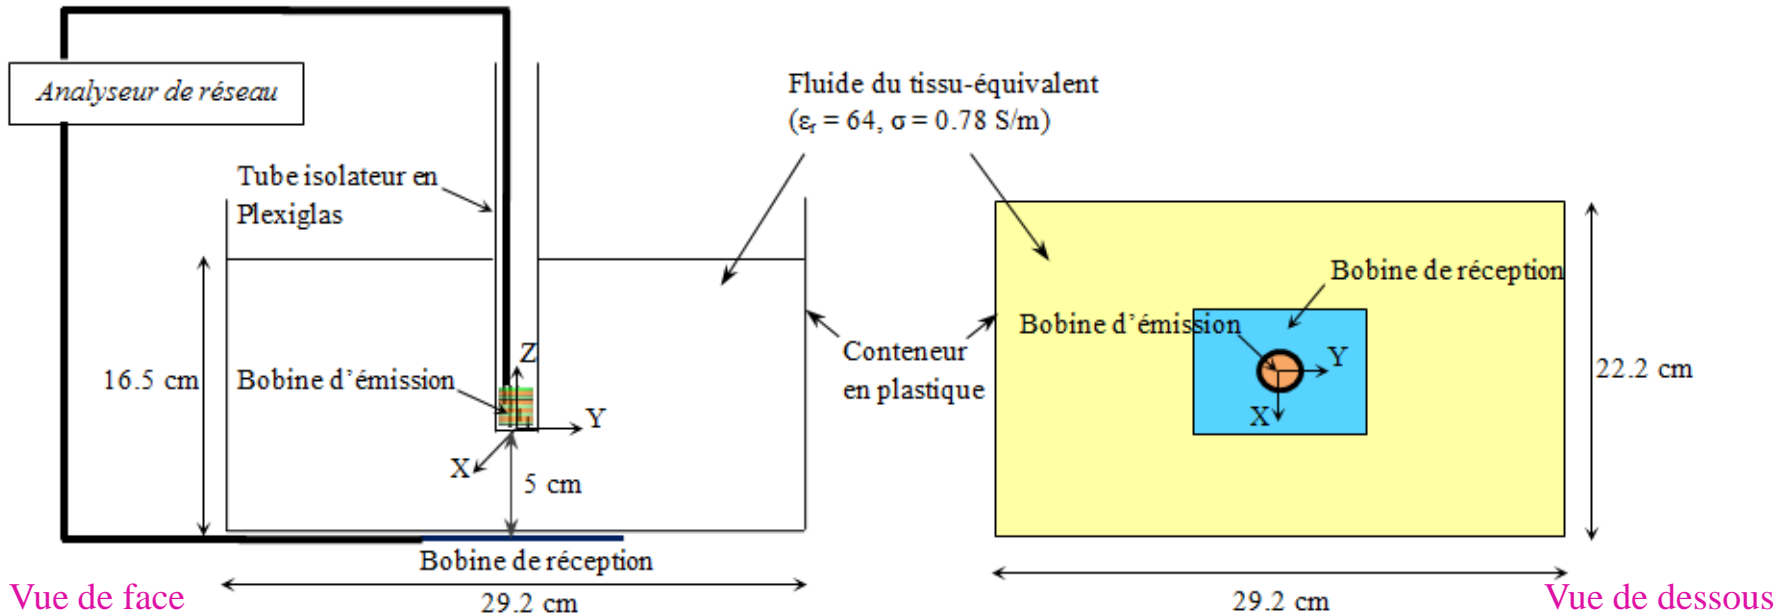 Analyseur de réseau
Tube isolateur en
Plexiglas
16.5 cm
Bobine d'émission
Z
Y
X
5 cm
Bobine de réception
29.2 cm
Vue de face
Fluide du tissu-équivalent
(εr = 64, σ = 0.78 S/m)
Conteneur
en plastique
Bobine de réception
Bobine d'émission
Y
X
22.2 cm
29.2 cm
Vue de dessous